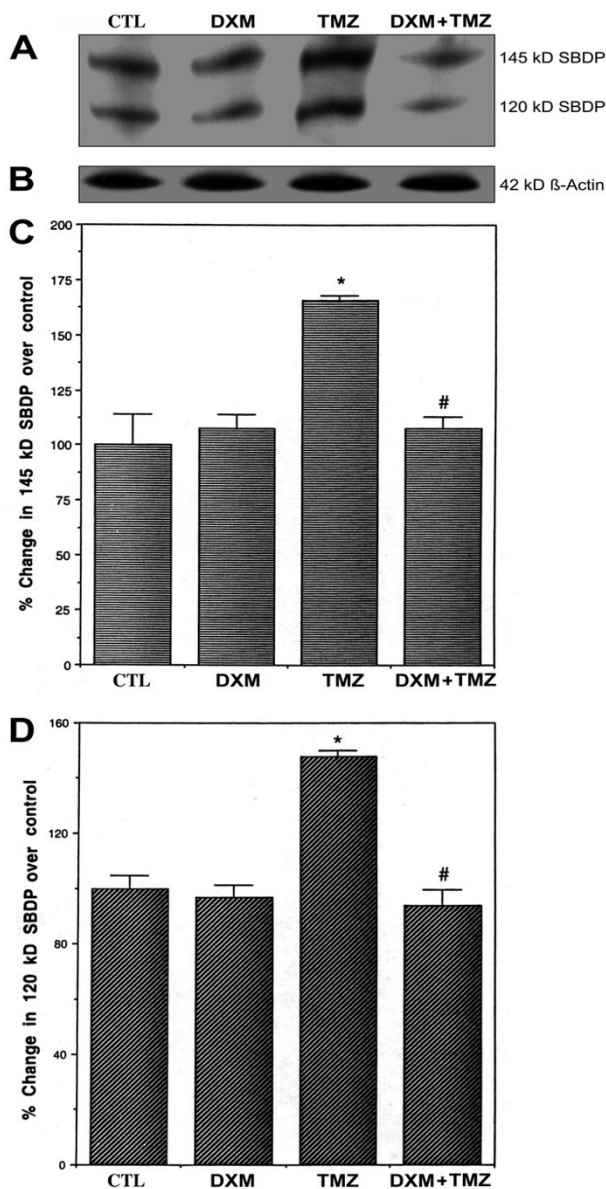 CTL DXM TMZ DXM+TMZ
A
145 kD SBDP
120 kD SBDP
B
42 kD ß-Actin
C
% Change in 145 kD SBDP over control
200
175
150
125
100
75
50
25
0
*
#
CTL DXM TMZ DXM+TMZ
D
% Change in 120 kD SBDP over control
160
120
80
40
0
*
#
CTL DXM TMZ DXM+TMZ